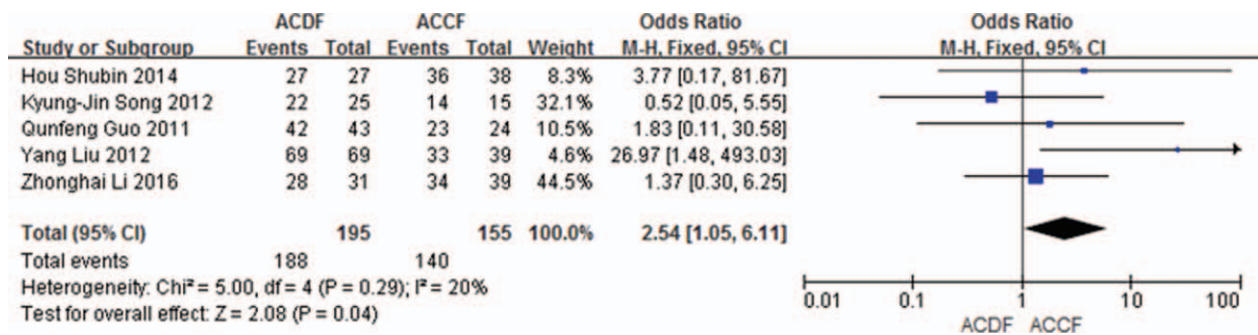 ACDF ACCF Odds Ratio Odds Ratio
Study or Subgroup Events Total Events Total Weight M-H, Fixed, 95% CI M-H, Fixed, 95% CI
Hou Shubin 2014 27 27 36 38 8.3% 3.77 [0.17, 81.67]
Kyung-Jin Song 2012 22 25 14 15 32.1% 0.52 [0.05, 5.55]
Qunfeng Guo 2011 42 43 23 24 10.5% 1.83 [0.11, 30.58]
Yang Liu 2012 69 69 33 39 4.6% 26.97 [1.48, 493.03]
Zhonghai Li 2016 28 31 34 39 44.5% 1.37 [0.30, 6.25]
Total (95% CI) 195 155 100.0% 2.54 [1.05, 6.11]
Total events 188 140
Heterogeneity: Chi² = 5.00, df = 4 (P = 0.29); I² = 20%
Test for overall effect: Z = 2.08 (P = 0.04)
0.01 0.1 1 10 100
ACDF ACCF